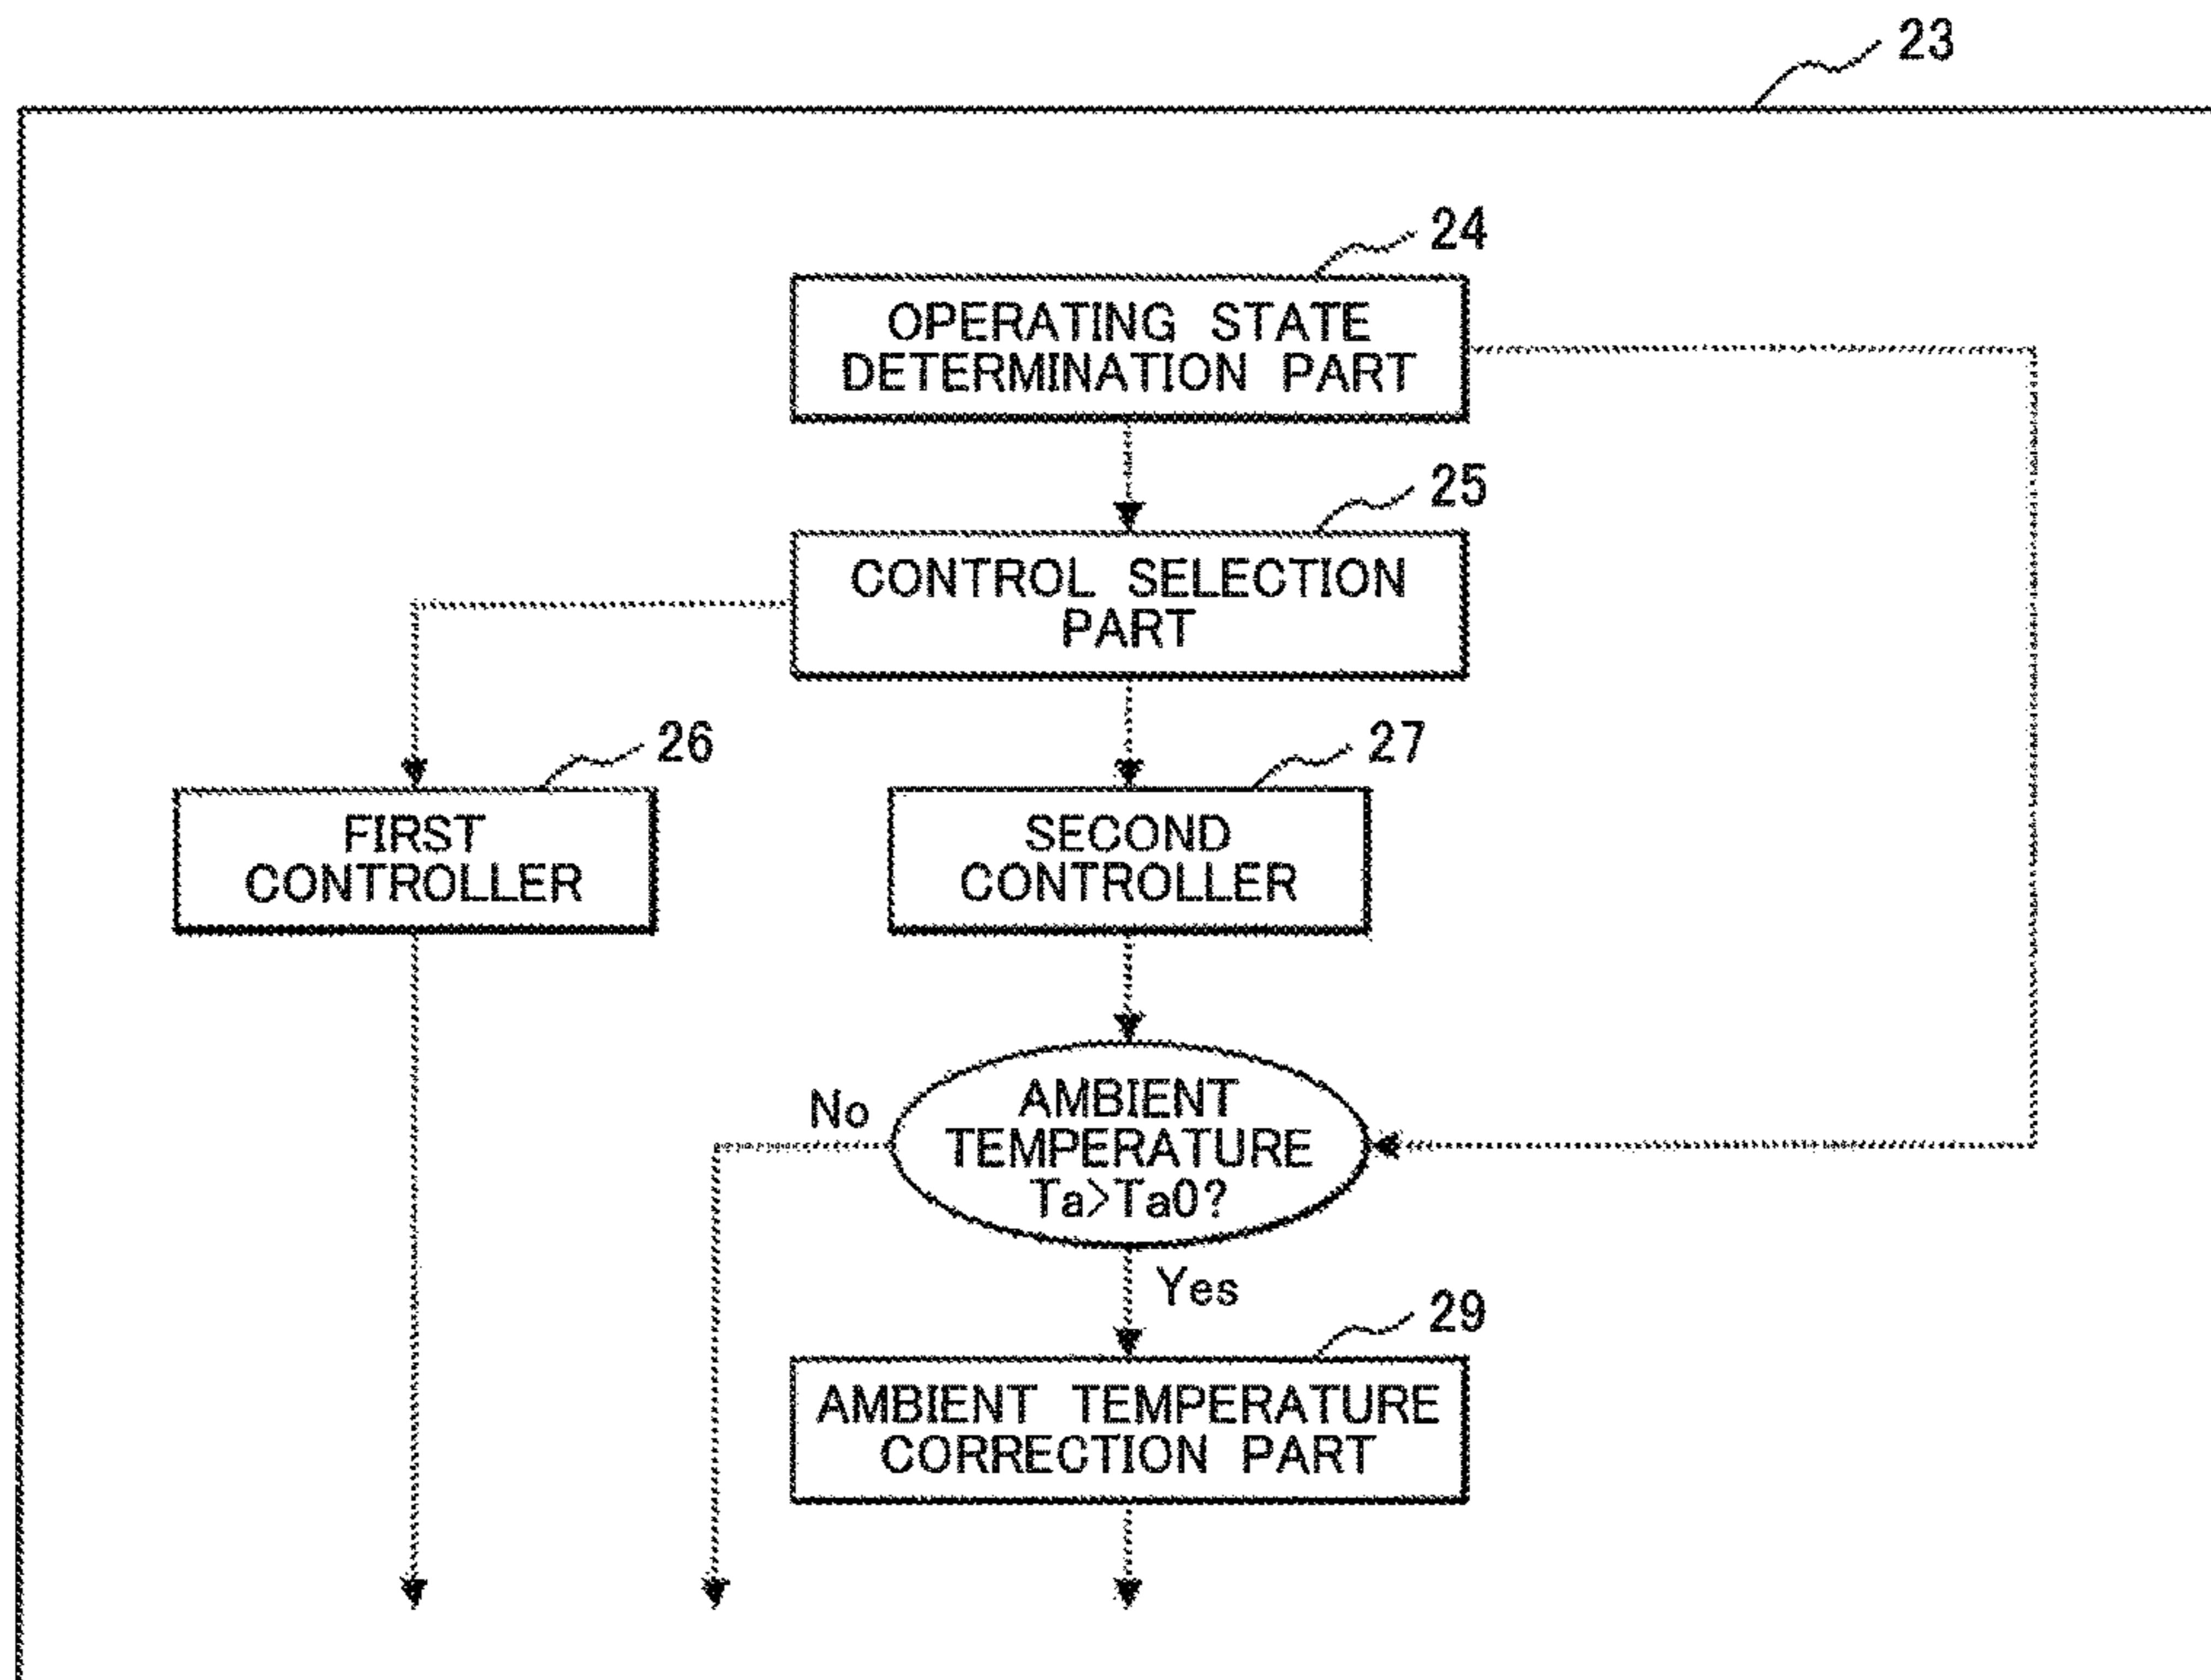 23
24
OPERATING STATE
DETERMINATION PART
25
CONTROL SELECTION
PART
26
27
FIRST
CONTROLLER
SECOND
CONTROLLER
No
AMBIENT
TEMPERATURE
Ta>Ta0?
Yes
29
AMBIENT TEMPERATURE
CORRECTION PART